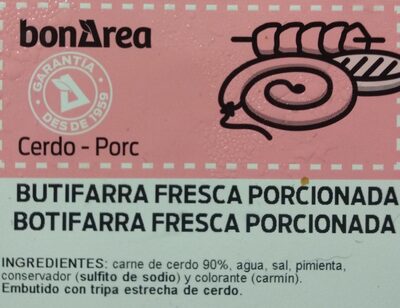 bonÀrea
GARANTIA
DESDE 1959
Cerdo - Porc
BUTIFARRA FRESCA PORCIONADA
BOTIFARRA FRESCA PORCIONADA
INGREDIENTES: carne de cerdo 90%, agua, sal, pimienta,
conservador (sulfito de sodio) y colorante (carmín).
Embutido con tripa estrecha de cerdo.